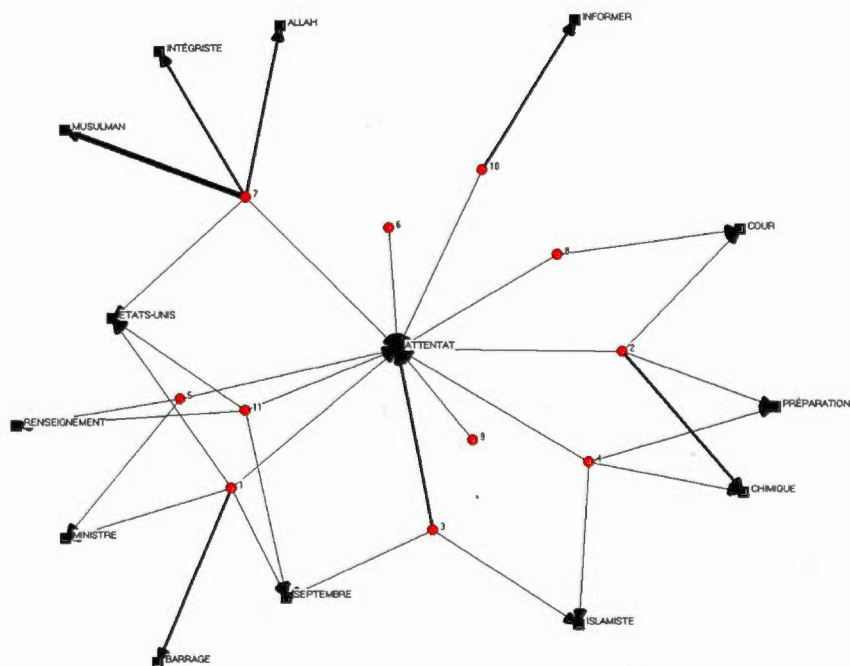 INFORMER
ALLAH
INTÉGRISTE
MUSULMAN
10
7
6
COUR
8
ETATS-UNIS
ATTENTAT
2
5
PRÉPARATION
11
RENSEIGNEMENT
9
4
1
CHIMIQUE
3
MINISTRE
SEPTEMBRE
ISLAMISTE
BARRAGE